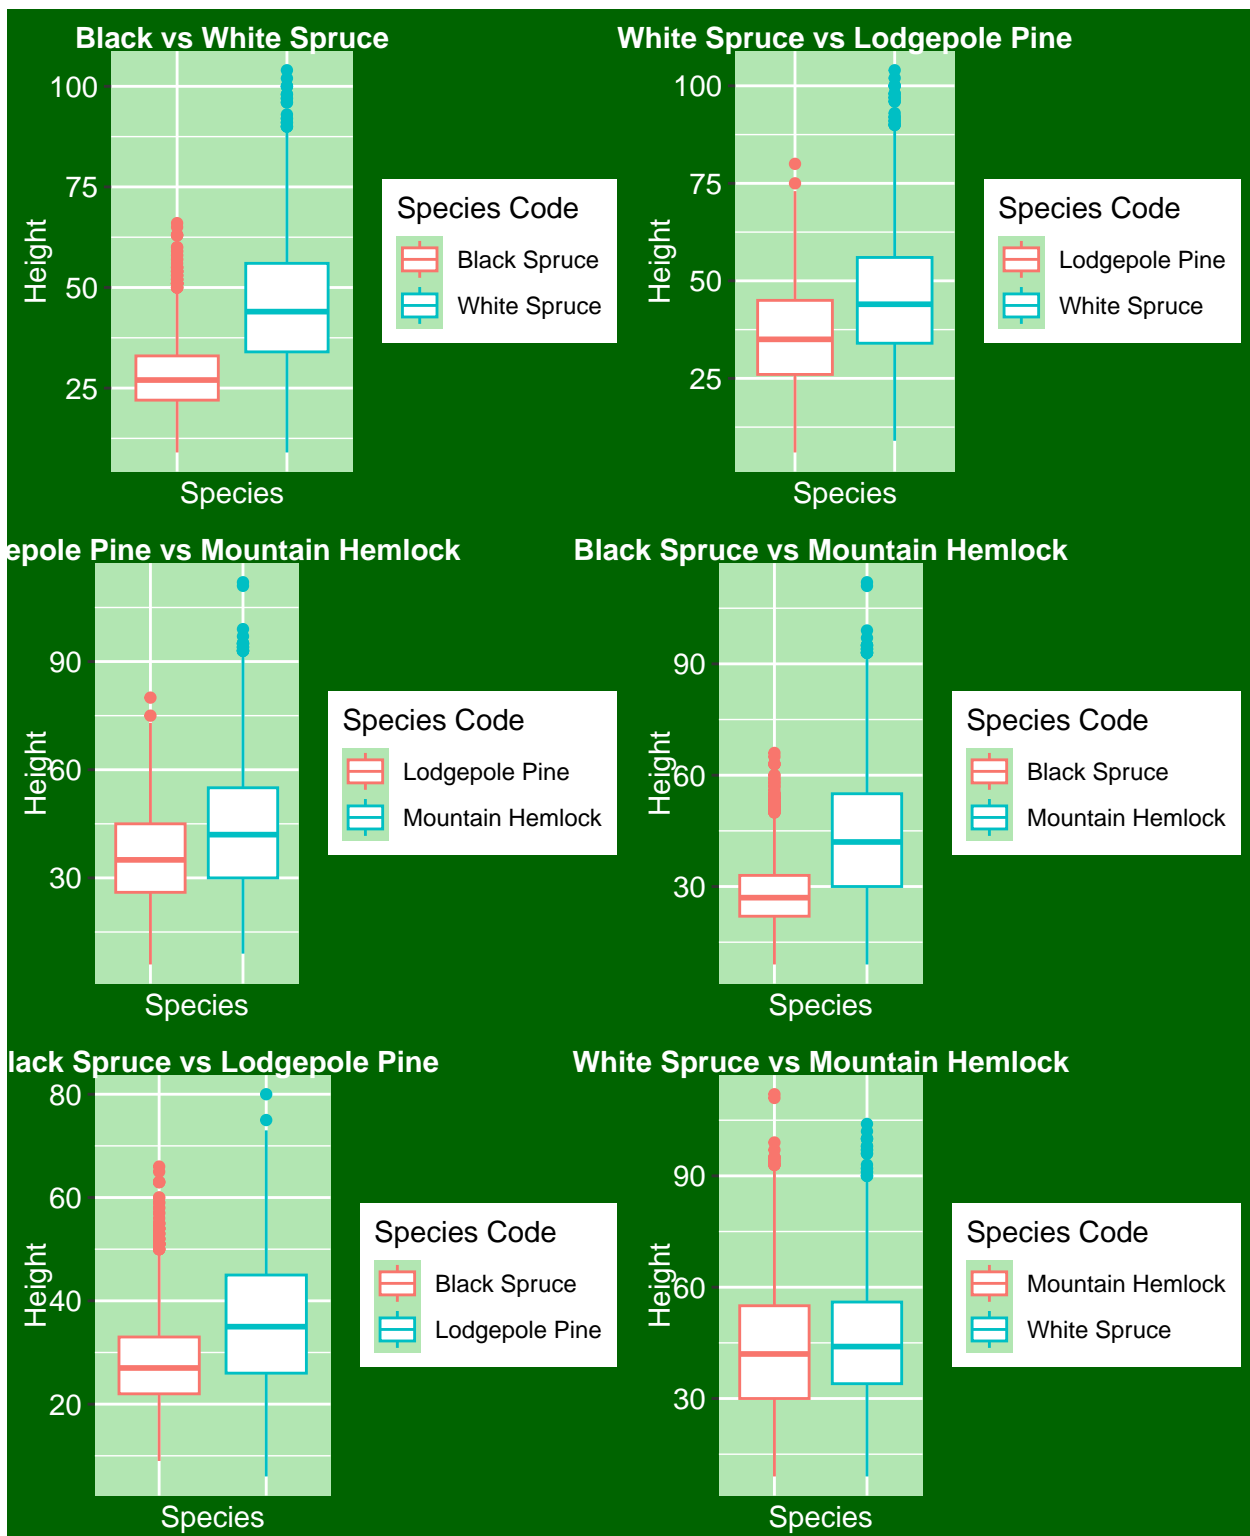 Black vs White Spruce
100
75
50
25
Height
Species
Species Code
Black Spruce
White Spruce
White Spruce vs Lodgepole Pine
100
75
50
25
Height
Species
Species Code
Lodgepole Pine
White Spruce
epole Pine vs Mountain Hemlock
90
60
30
Height
Species
Species Code
Lodgepole Pine
Mountain Hemlock
Black Spruce vs Mountain Hemlock
90
60
30
Height
Species
Species Code
Black Spruce
Mountain Hemlock
lack Spruce vs Lodgepole Pine
80
60
40
20
Height
Species
Species Code
Black Spruce
Lodgepole Pine
White Spruce vs Mountain Hemlock
90
60
30
Height
Species
Species Code
Mountain Hemlock
White Spruce